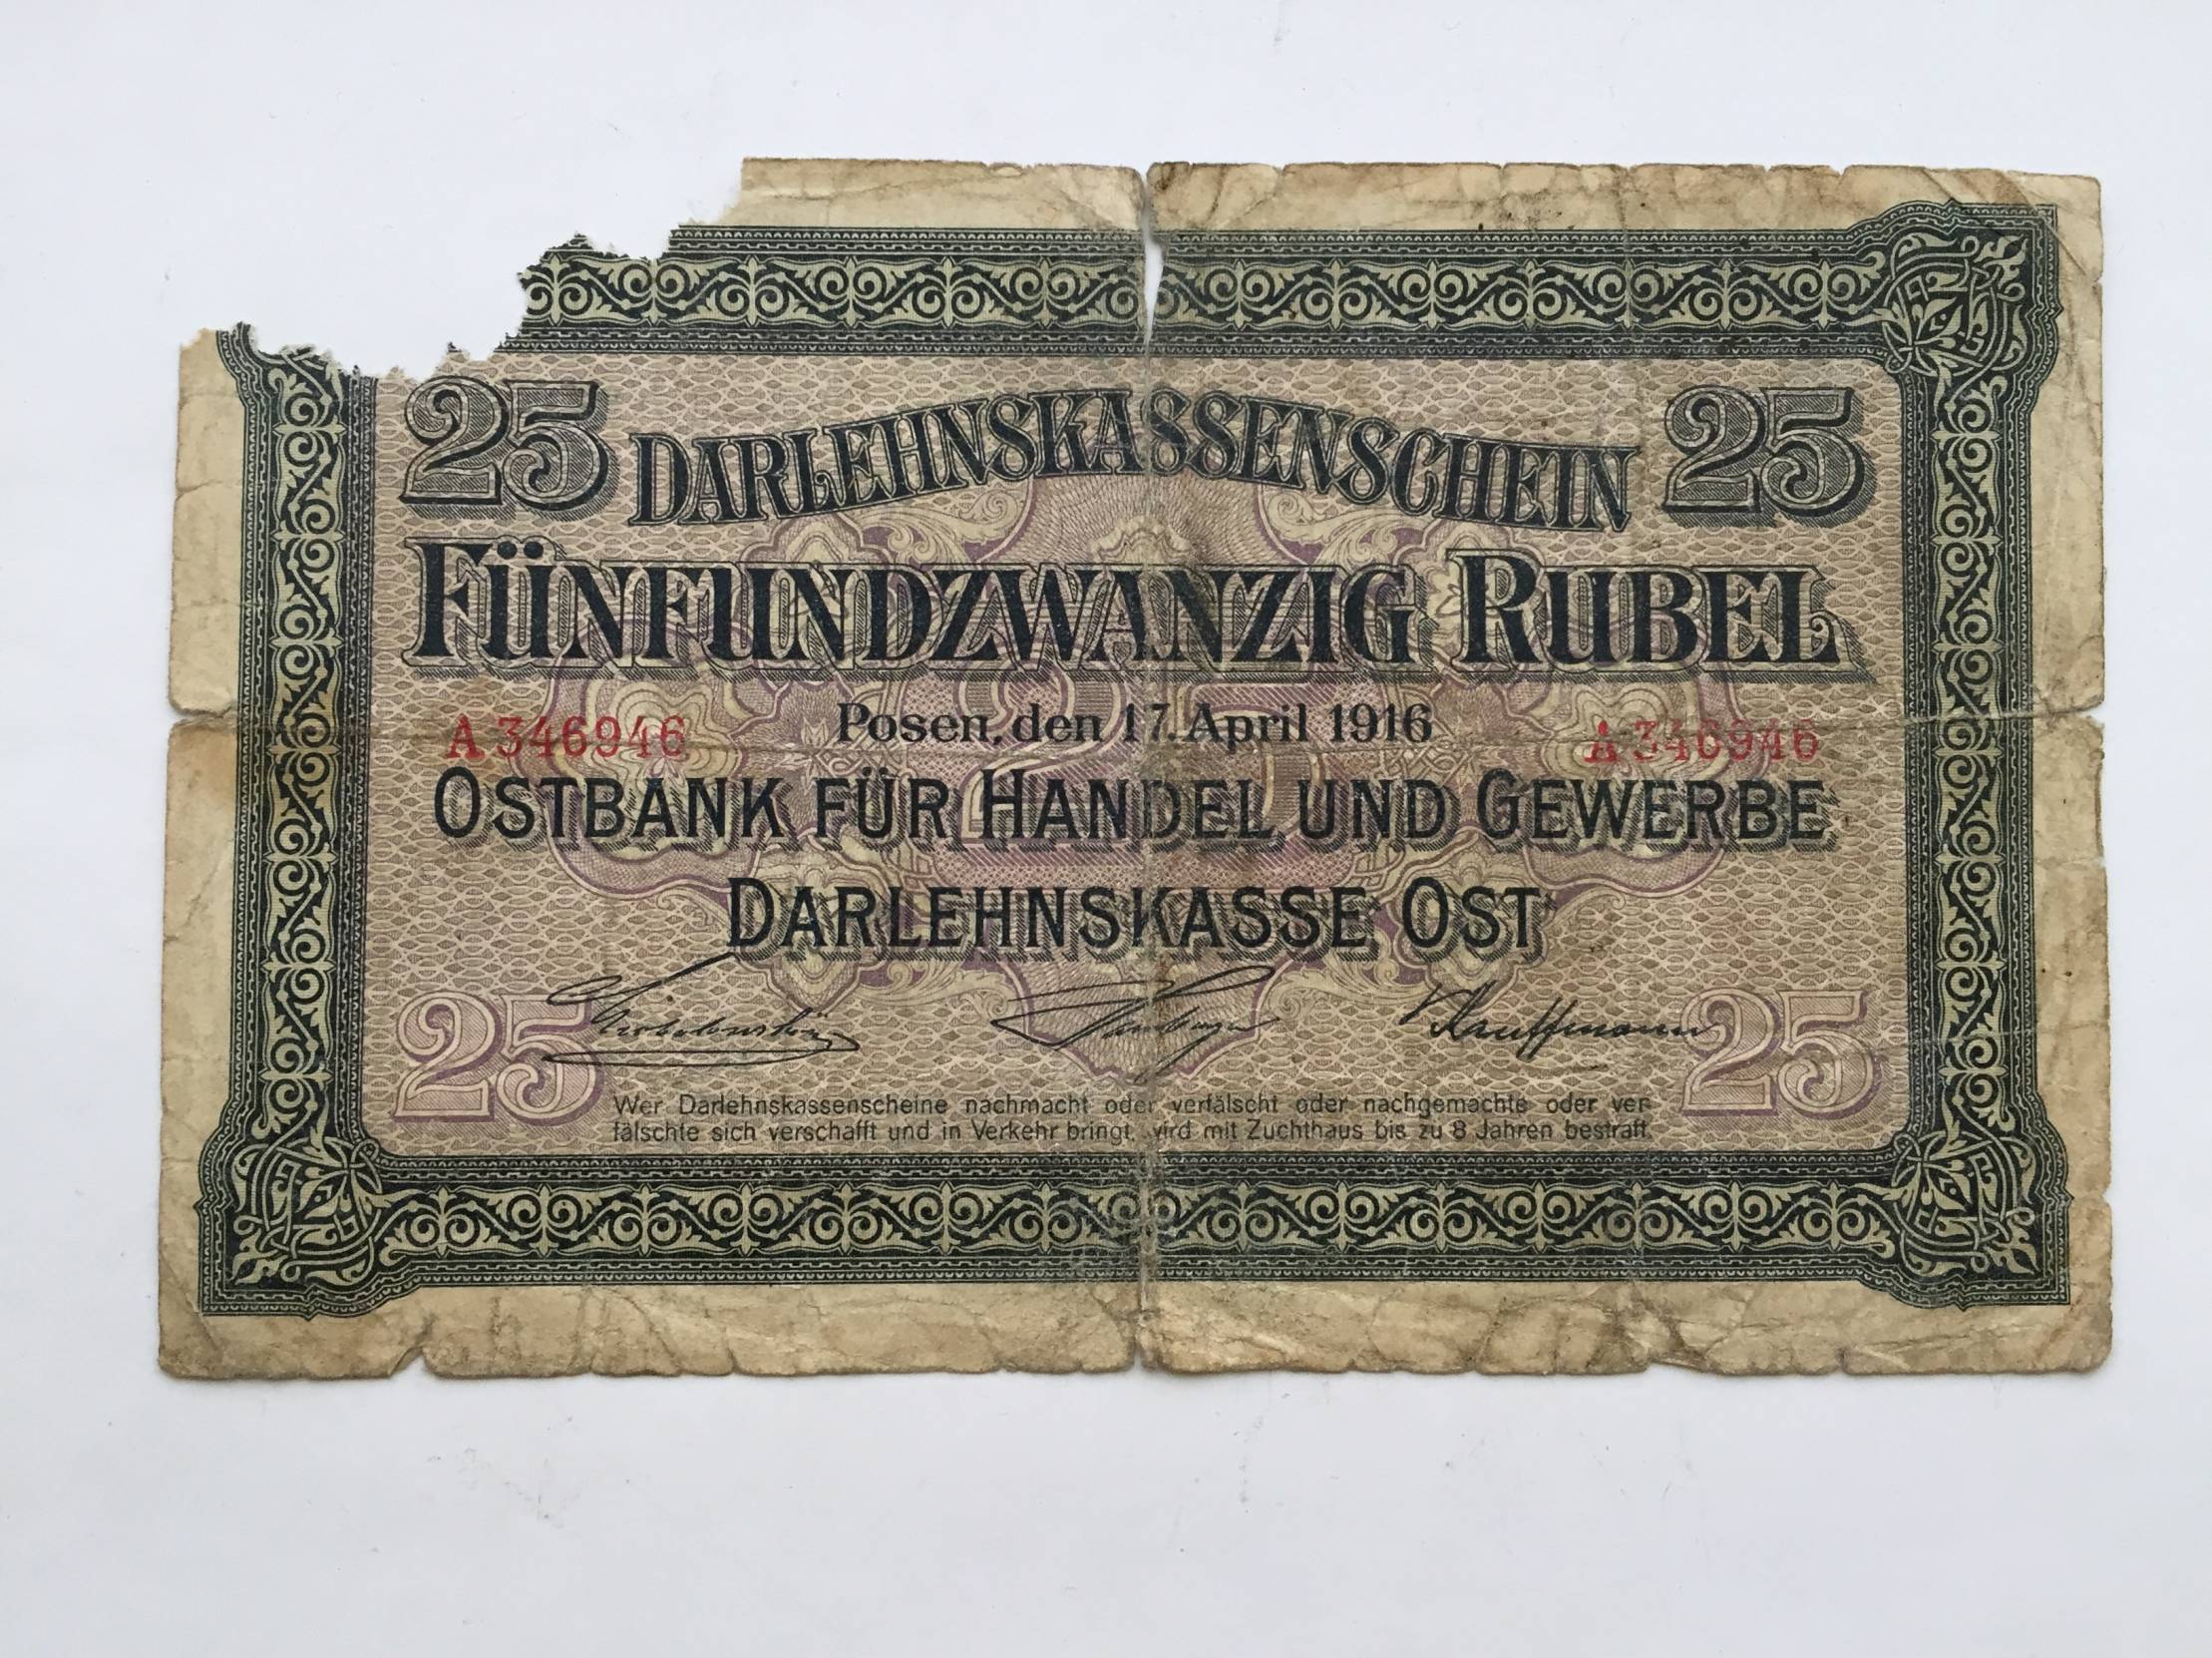 25 DARLEHNSKASSENSCHEIN 25
FÜNFUNDZWANZIG RUBEL
Posen, den 17. April 1916
A 346946 A 346946
OSTBANK FÜR HANDEL UND GEWERBE
DARLEHNSKASSE OST
Kauffmann
25 25
Wer Darlehnskassenscheine nachmacht oder verfälscht oder nachgemachte oder ver-
fälschte sich verschafft und in Verkehr bringt, wird mit Zuchthaus bis zu 8 Jahren bestraft.